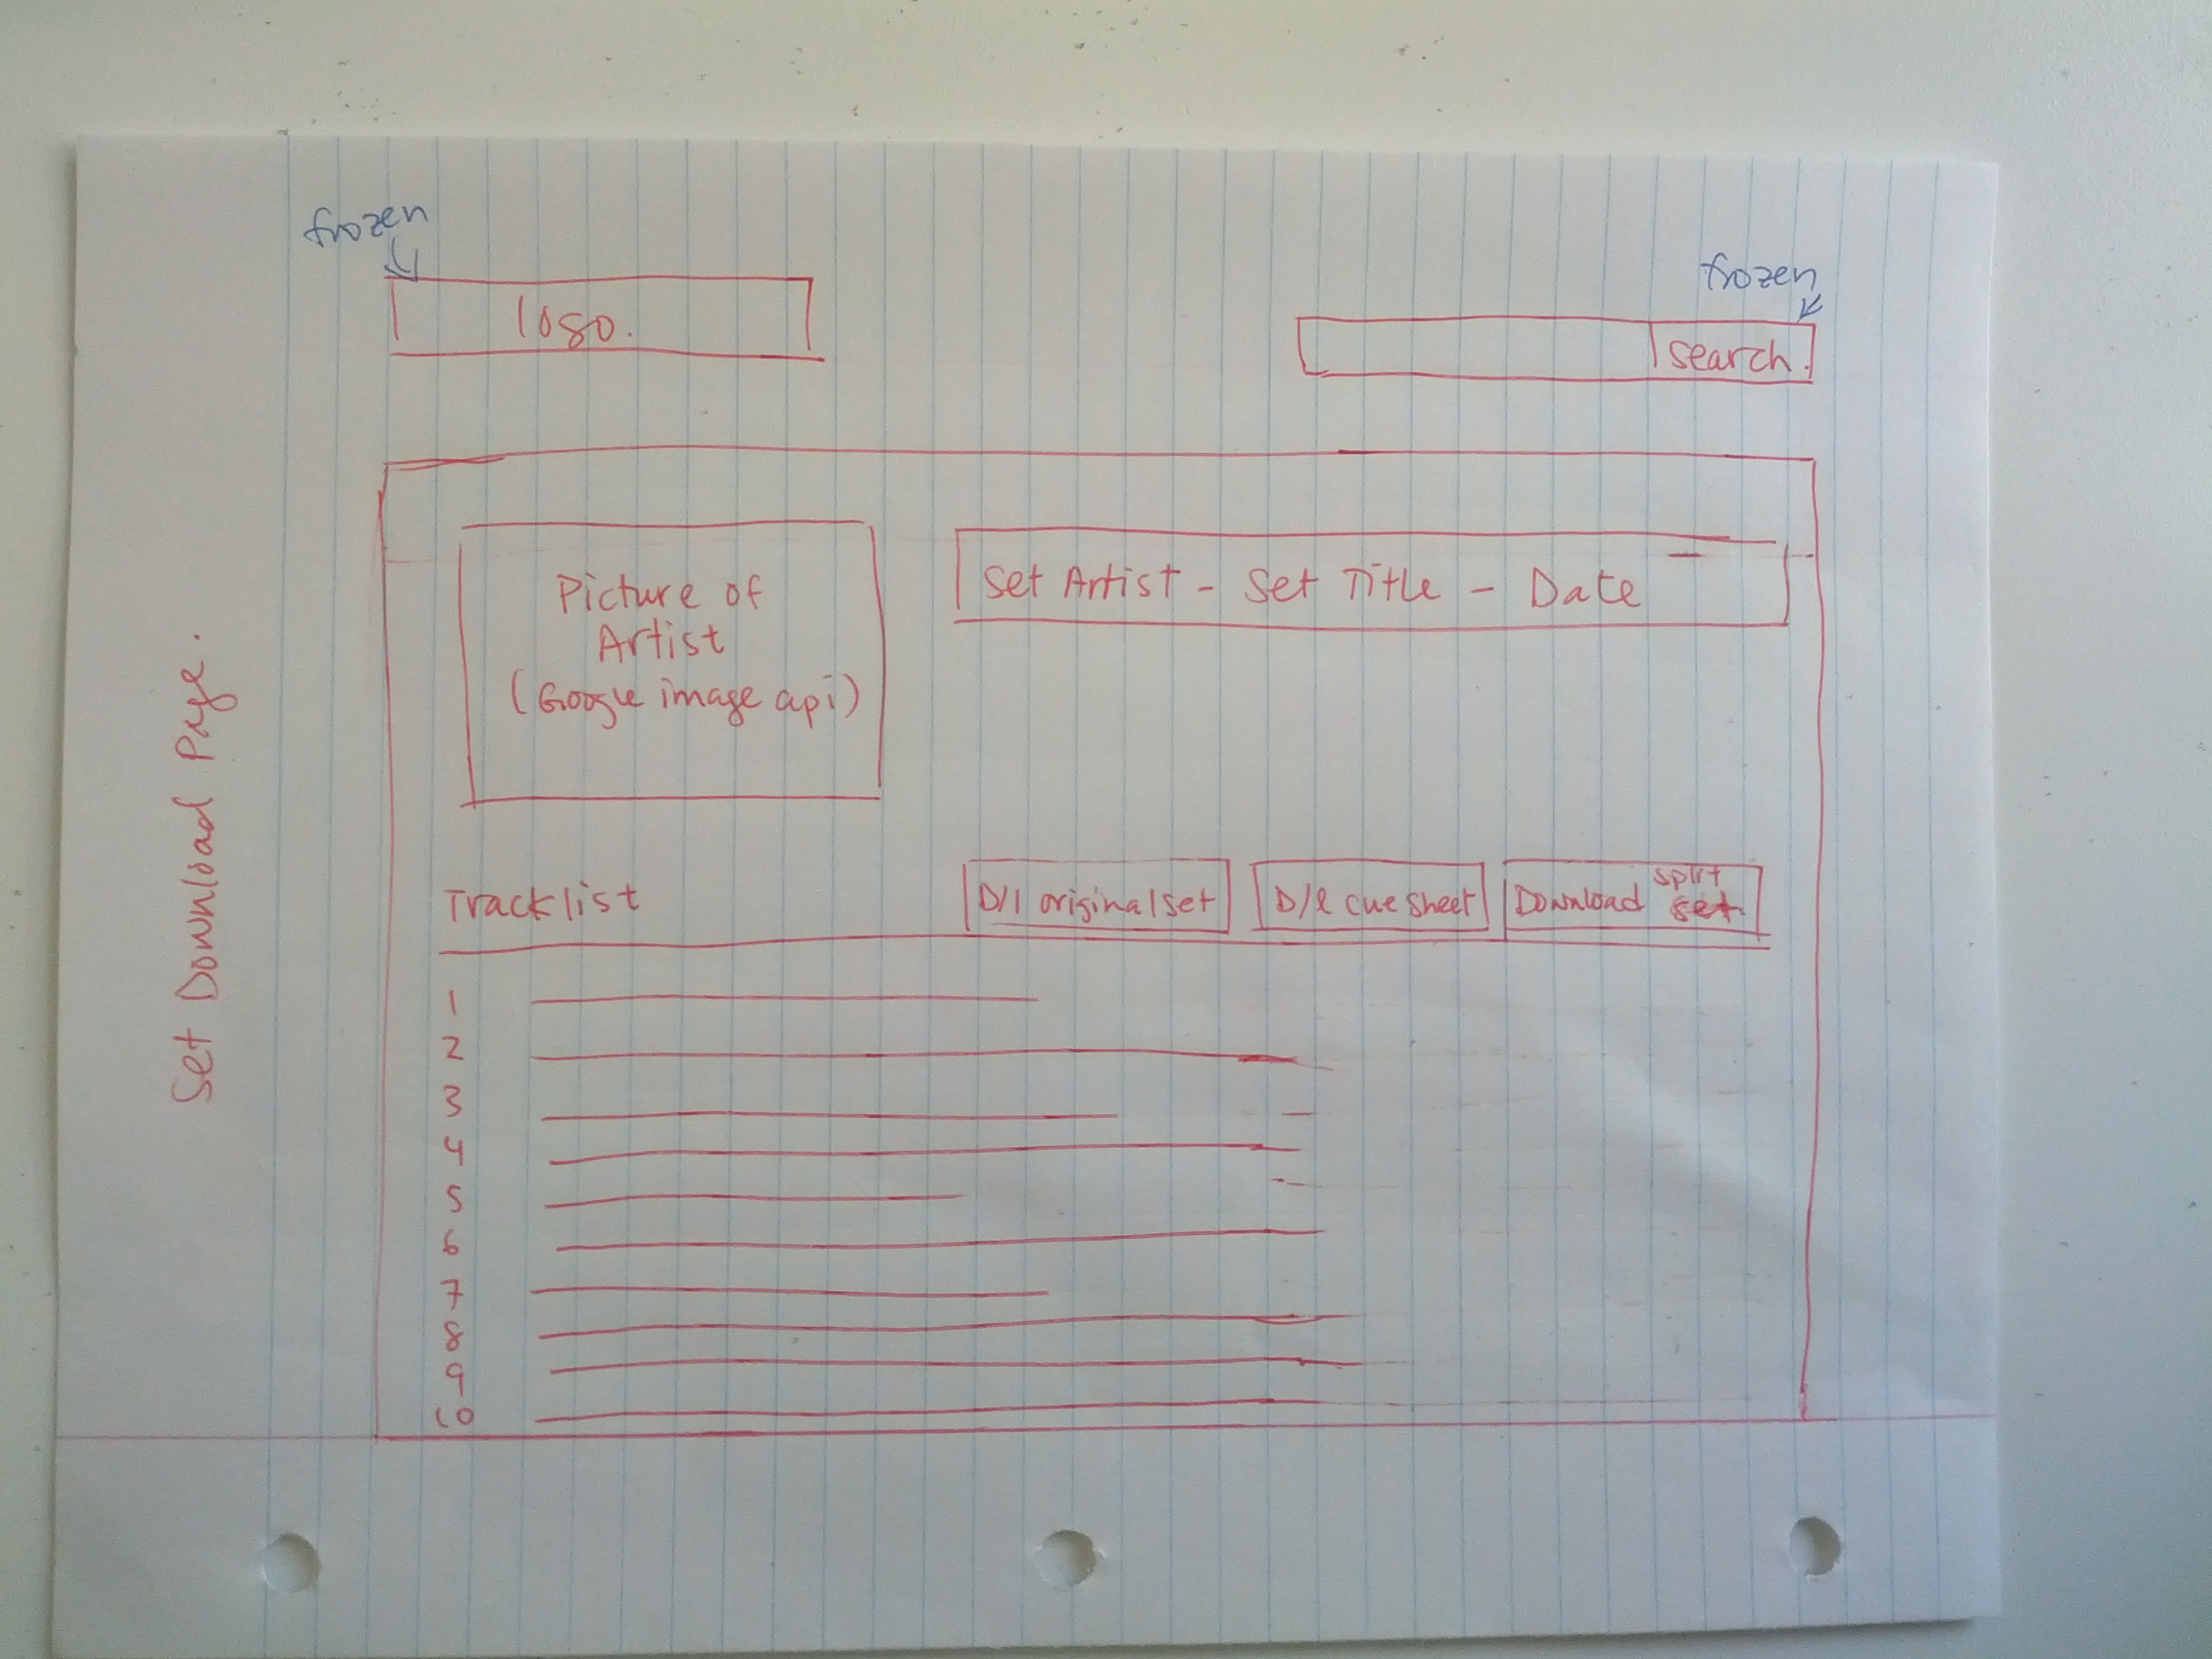 frozen
logo.
frozen
search.
Set Download Page.
Picture of
Artist
(Google image api)
Set Artist - Set Title - Date
Tracklist
D/l original set
D/l cue sheet
Download split set
1
2
3
4
5
6
7
8
9
10